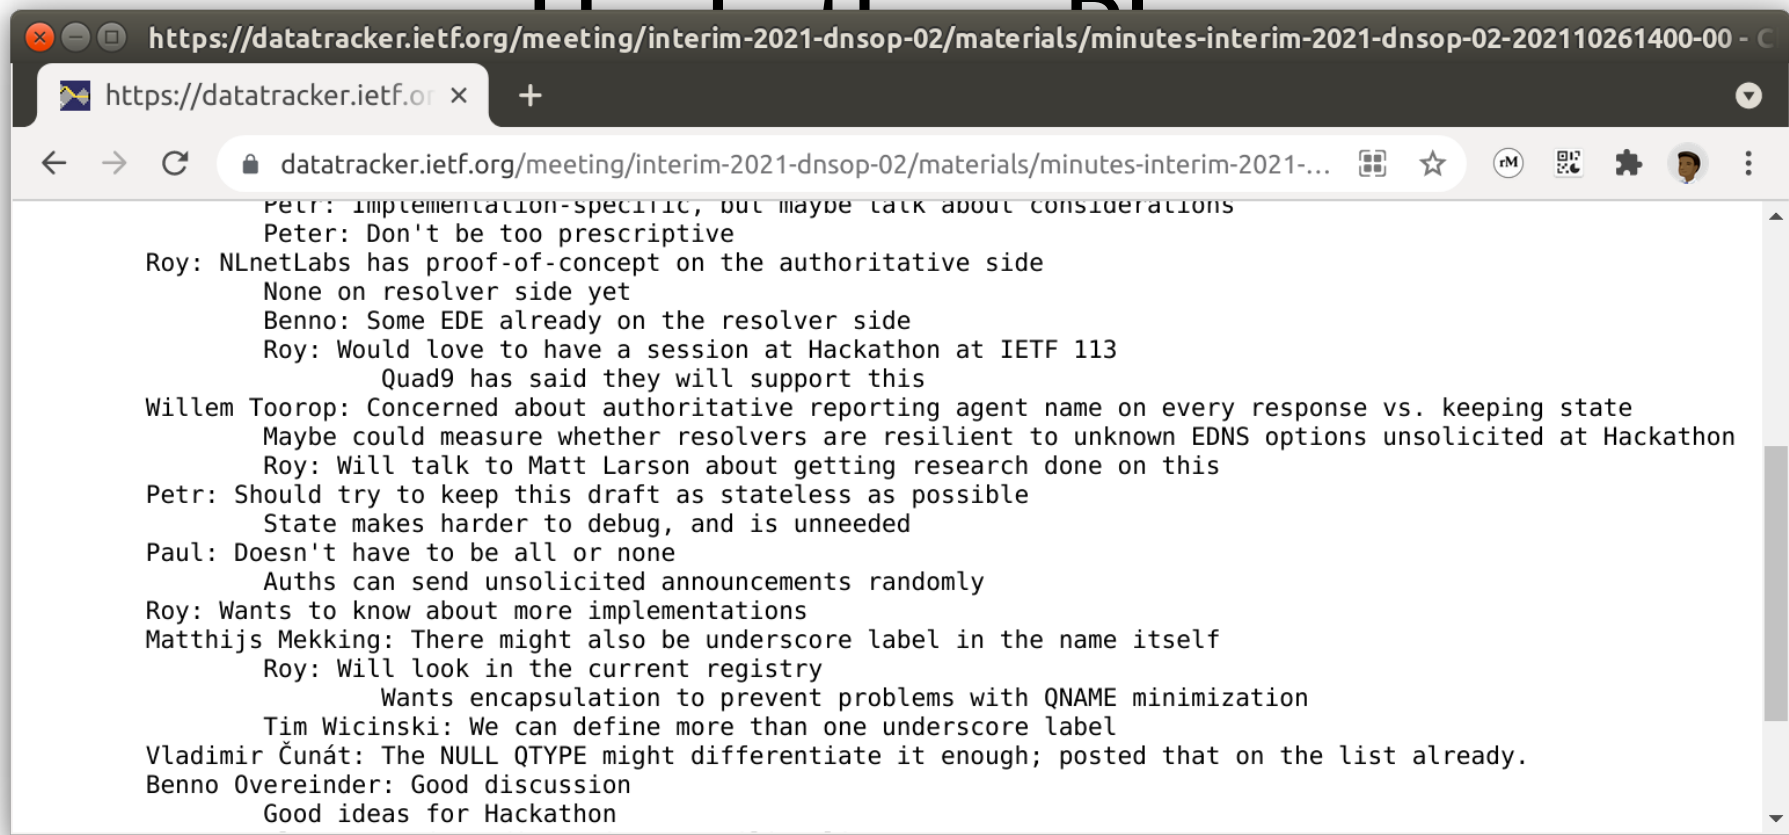 https://datatracker.ietf.org/meeting/interim-2021-dnsop-02/materials/minutes-interim-2021-dnsop-02-202110261400-00 - C
https://datatracker.ietf.or
datatracker.ietf.org/meeting/interim-2021-dnsop-02/materials/minutes-interim-2021-...
rM
Petr: Implementation-specific, but maybe talk about considerations
Peter: Don't be too prescriptive
Roy: NLnetLabs has proof-of-concept on the authoritative side
None on resolver side yet
Benno: Some EDE already on the resolver side
Roy: Would love to have a session at Hackathon at IETF 113
Quad9 has said they will support this
Willem Toorop: Concerned about authoritative reporting agent name on every response vs. keeping state
Maybe could measure whether resolvers are resilient to unknown EDNS options unsolicited at Hackathon
Roy: Will talk to Matt Larson about getting research done on this
Petr: Should try to keep this draft as stateless as possible
State makes harder to debug, and is unneeded
Paul: Doesn't have to be all or none
Auths can send unsolicited announcements randomly
Roy: Wants to know about more implementations
Matthijs Mekking: There might also be underscore label in the name itself
Roy: Will look in the current registry
Wants encapsulation to prevent problems with QNAME minimization
Tim Wicinski: We can define more than one underscore label
Vladimir Čunát: The NULL QTYPE might differentiate it enough; posted that on the list already.
Benno Overeinder: Good discussion
Good ideas for Hackathon